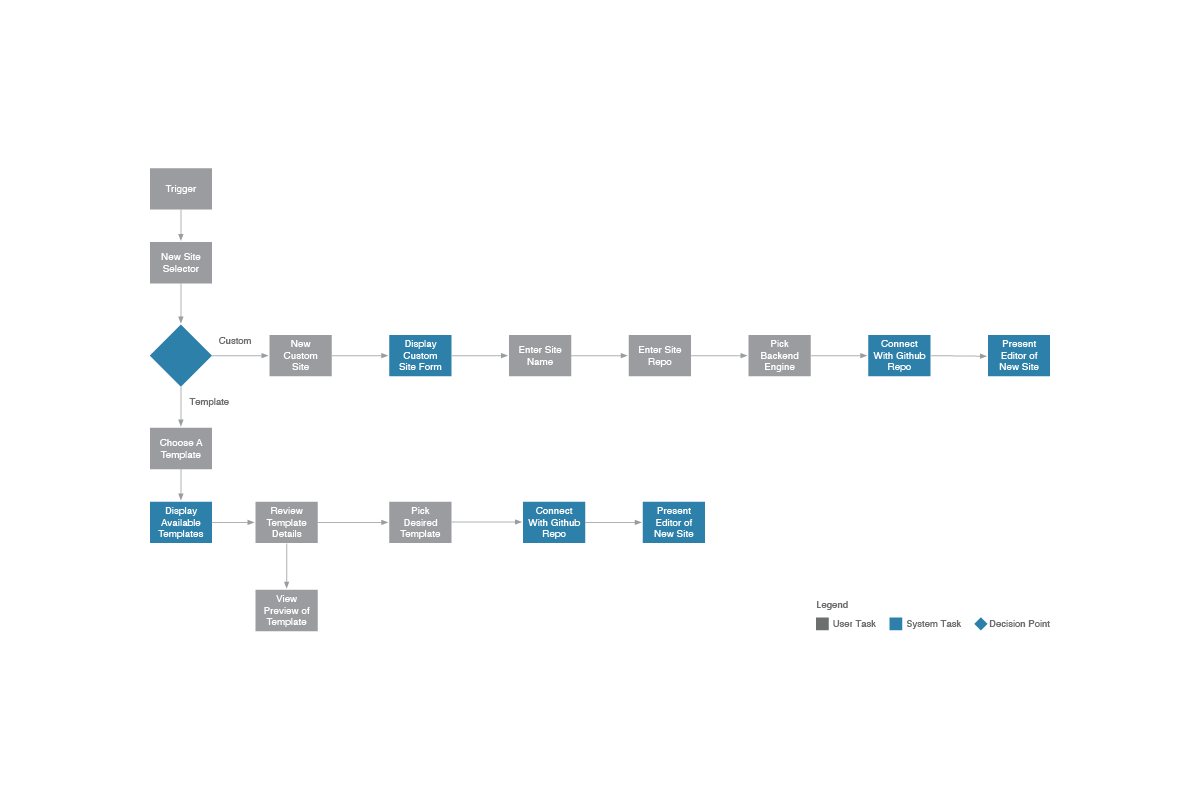 Trigger
New Site
Selector
Custom
New
Custom
Site
Display
Custom
Site Form
Enter Site
Name
Enter Site
Repo
Pick
Backend
Engine
Connect
With Github
Repo
Present
Editor of
New Site
Template
Choose A
Template
Display
Available
Templates
Review
Template
Details
Pick
Desired
Template
Connect
With Github
Repo
Present
Editor of
New Site
View
Preview of
Template
Legend
User Task
System Task
Decision Point